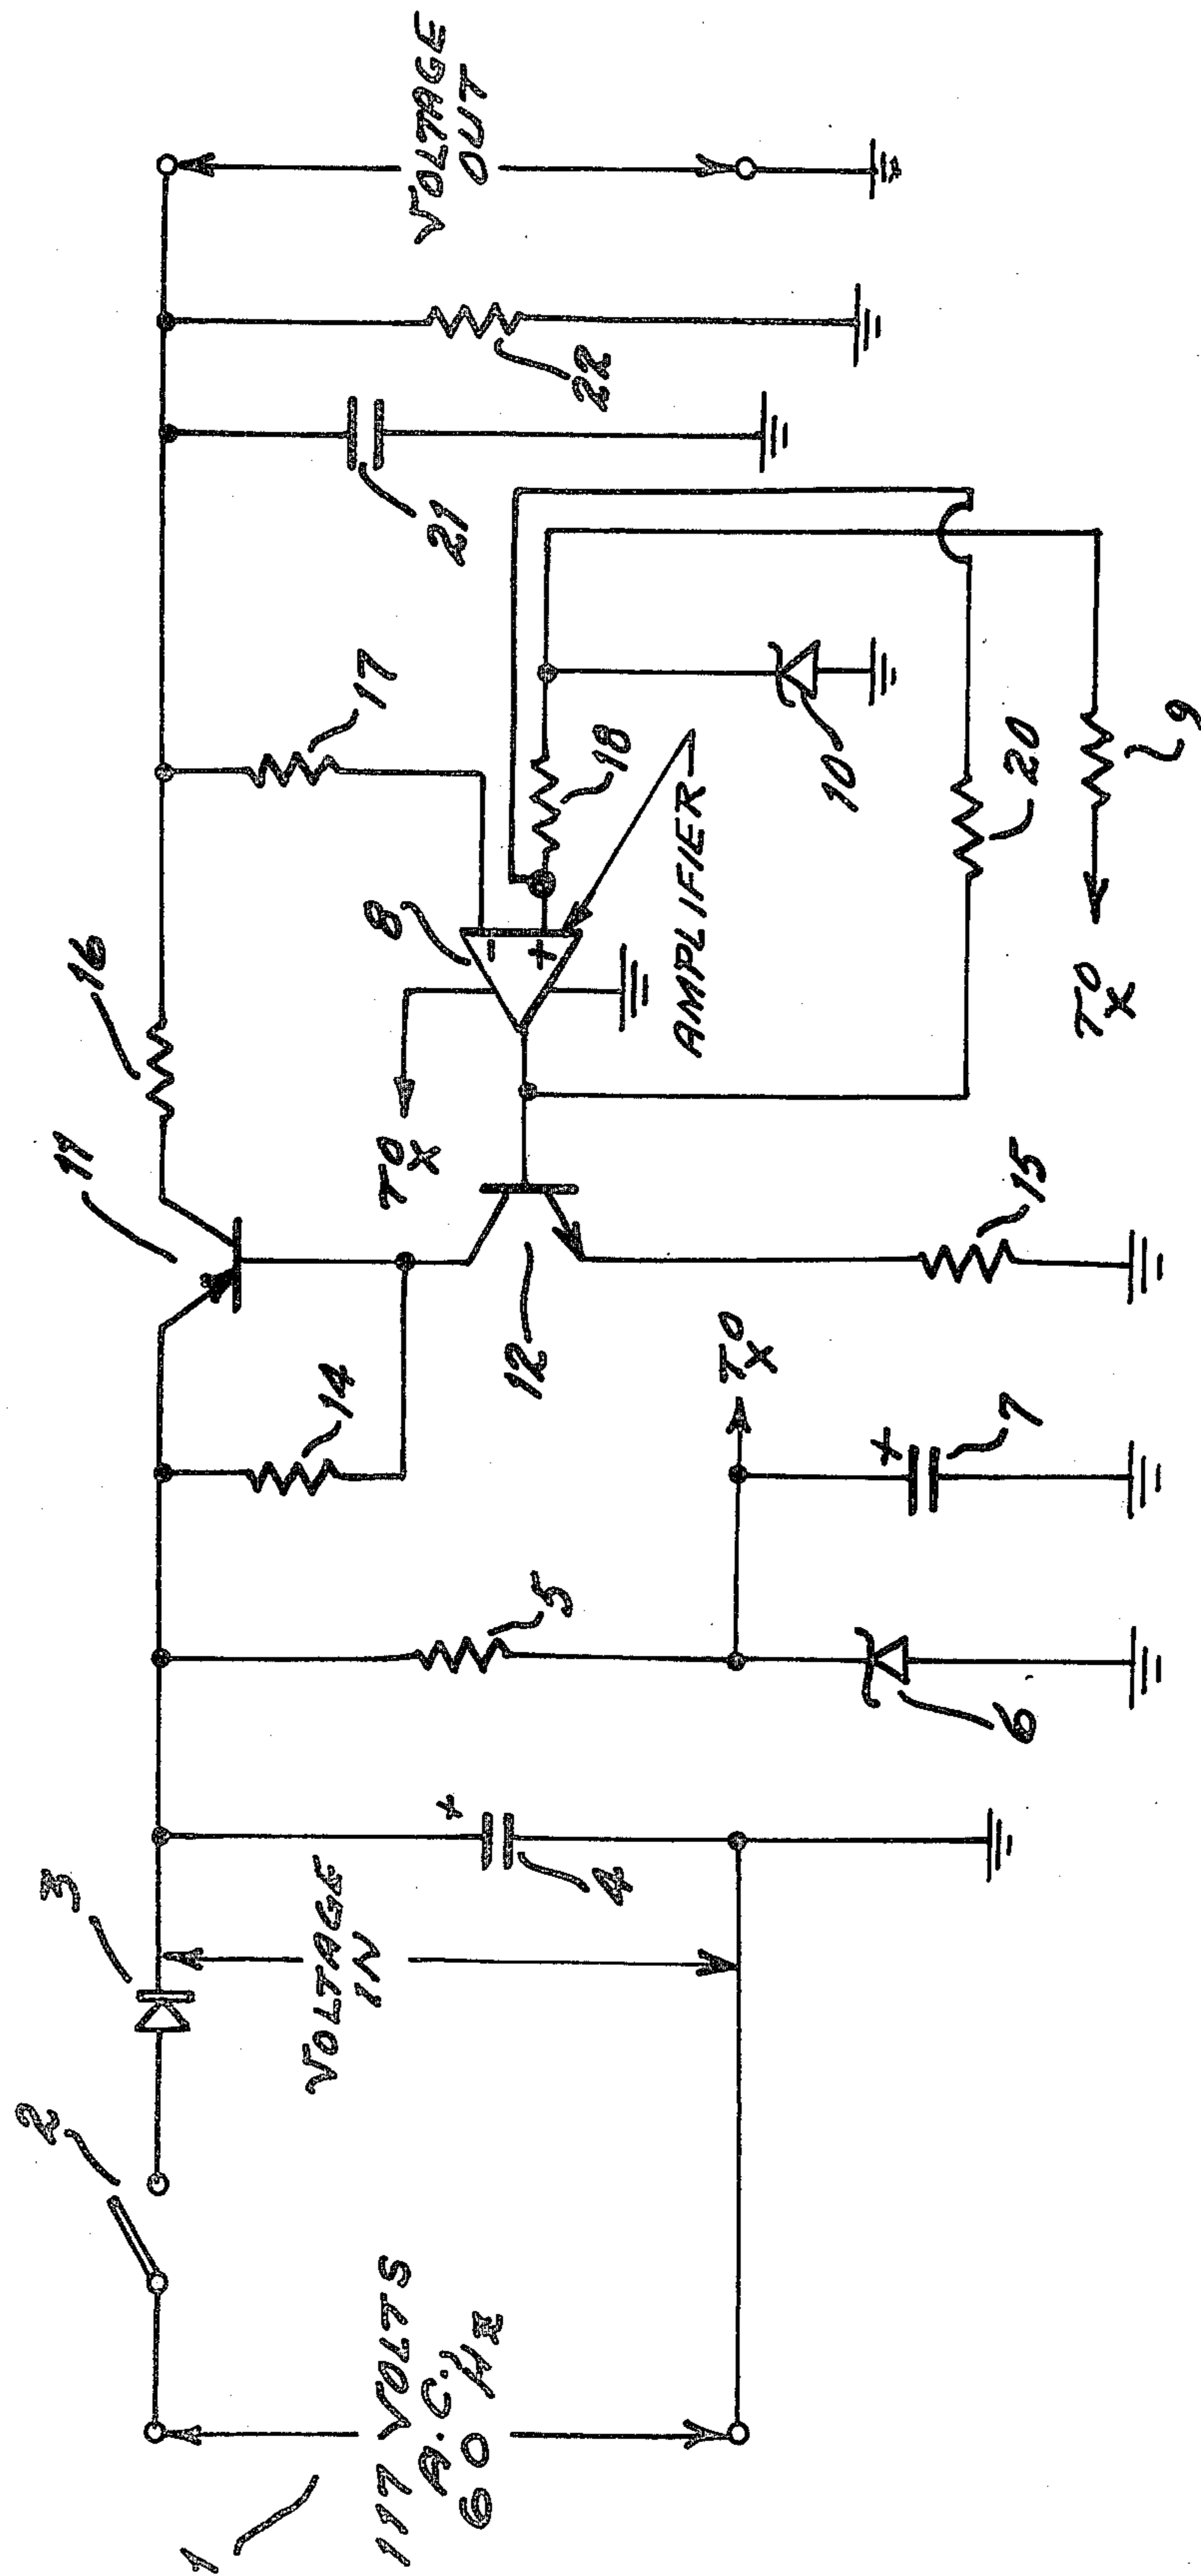 1
117 VOLTS
A.C.,
60 Hz
2
3
VOLTAGE
IN
4
5
6
7
TO
X
14
11
12
15
16
TO
X
8
AMPLIFIER
17
18
10
20
TO
X
9
21
22
VOLTAGE
OUT